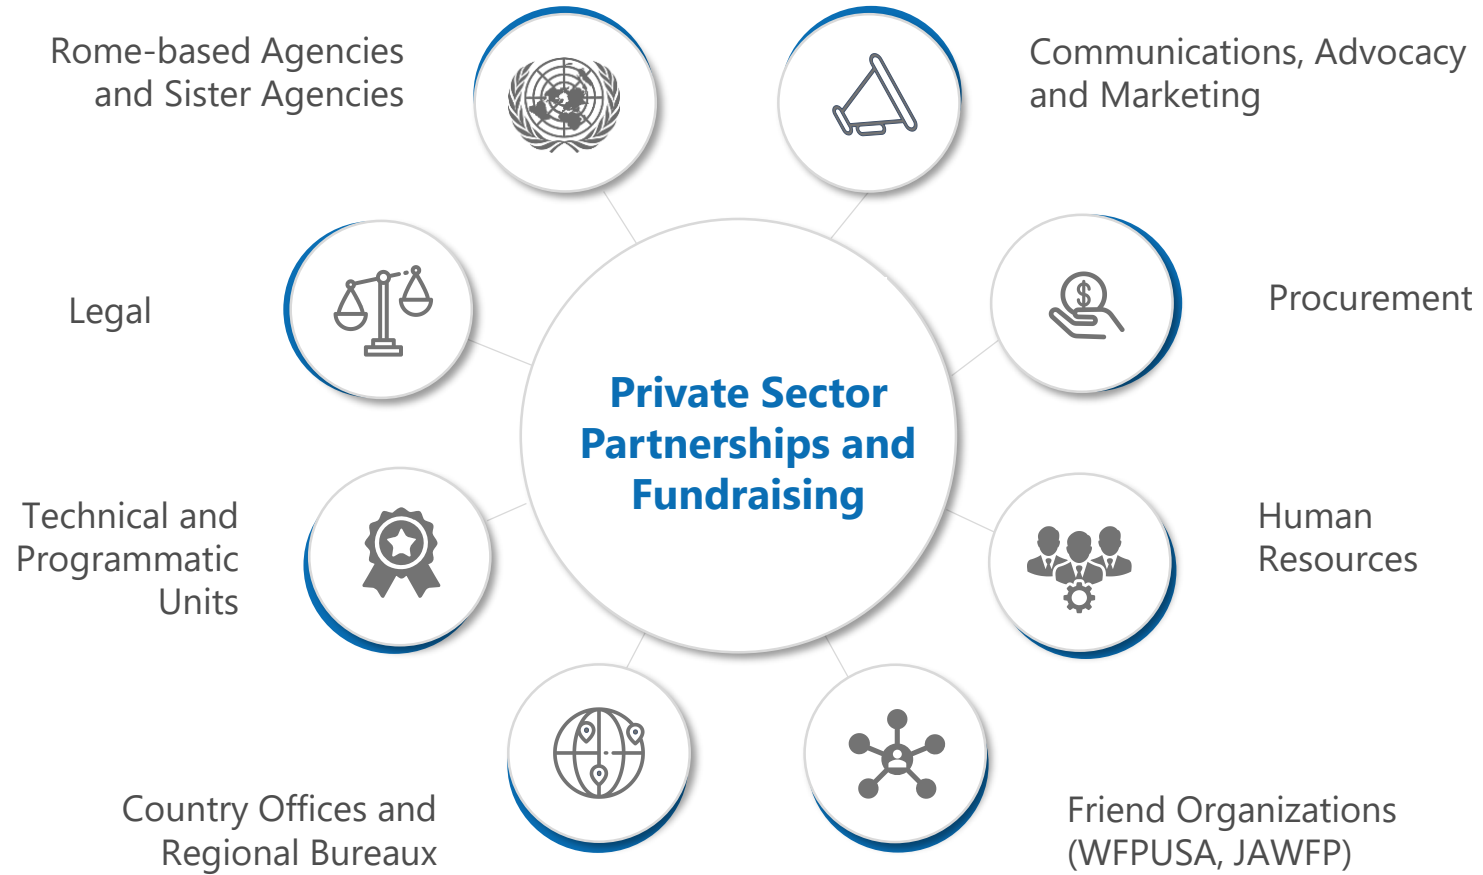 Rome-based Agencies
and Sister Agencies
Communications, Advocacy
and Marketing
Legal
Procurement
Private Sector
Partnerships and
Fundraising
Technical and
Programmatic
Units
Human
Resources
Country Offices and
Regional Bureaux
Friend Organizations
(WFPUSA, JAWFP)
$